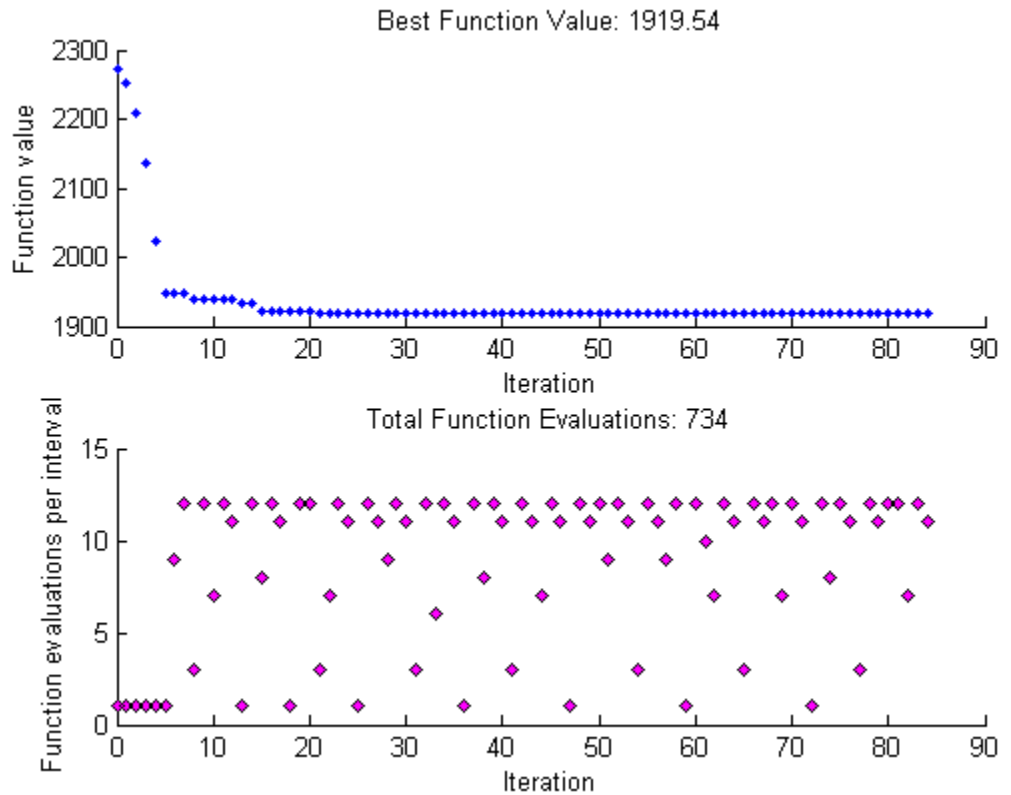 Best Function Value: 1919.54
Function value
2300
2200
2100
2000
1900
0 10 20 30 40 50 60 70 80 90
Iteration
Total Function Evaluations: 734
Function evaluations per interval
15
10
5
0
0 10 20 30 40 50 60 70 80 90
Iteration